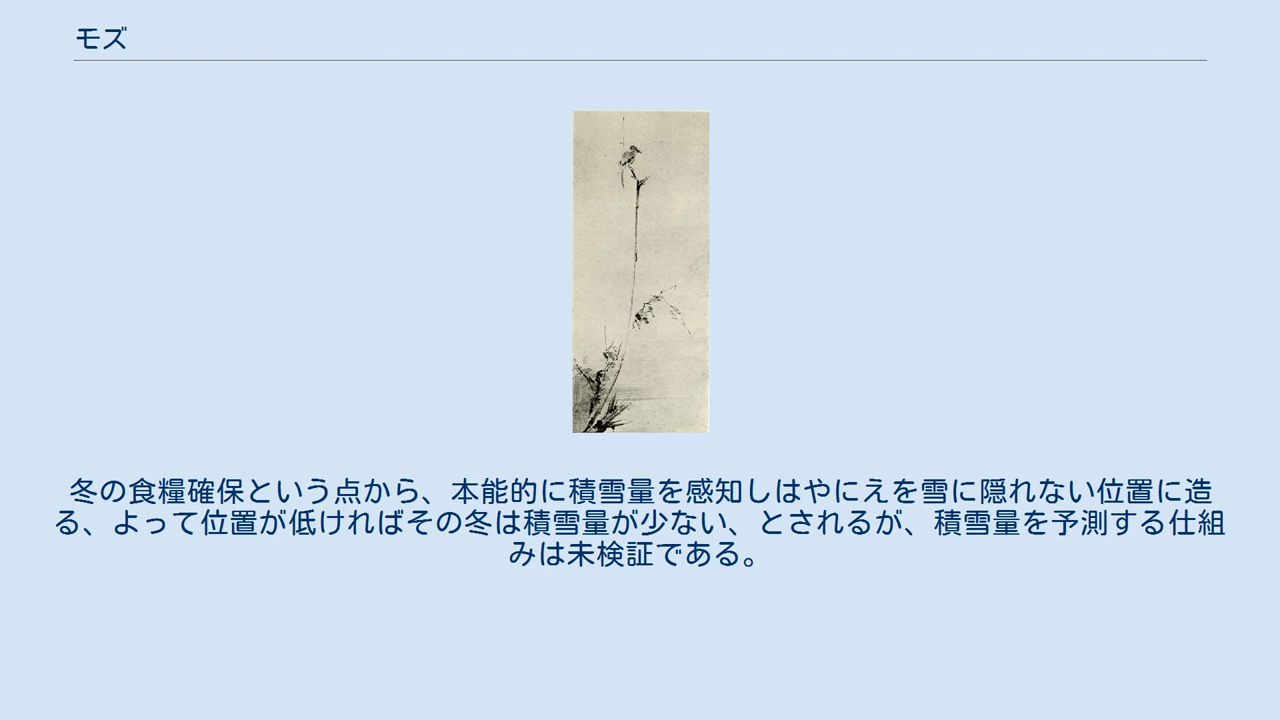 モズ
冬の食糧確保という点から、本能的に積雪量を感知しはやにえを雪に隠れない位置に造
る、よって位置が低ければその冬は積雪量が少ない、とされるが、積雪量を予測する仕組
みは未検証である。